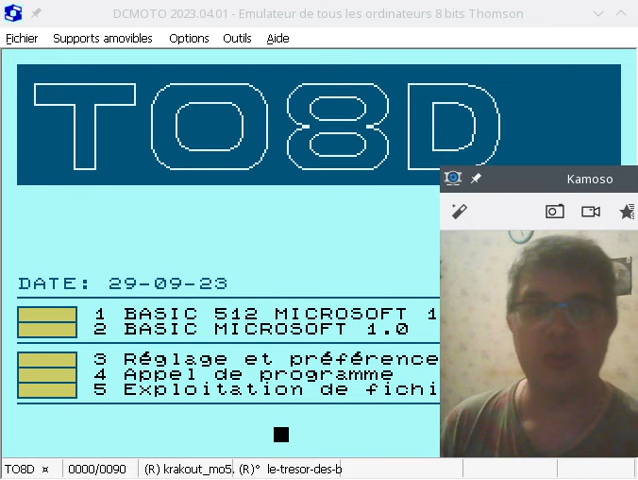 DCMOTO 2023.04.01 - Emulateur de tous les ordinateurs 8 bits Thomson
Fichier Supports amovibles Options Outils Aide
TO8D
Kamoso
DATE: 29-09-23
1 BASIC 512 MICROSOFT 1
2 BASIC MICROSOFT 1.0
3 Réglage et préférence
4 Appel de programme
5 Exploitation de fichi
TO8D ¤ 0000/0090 (R) krakout_mo5, (R)° le-tresor-des-b